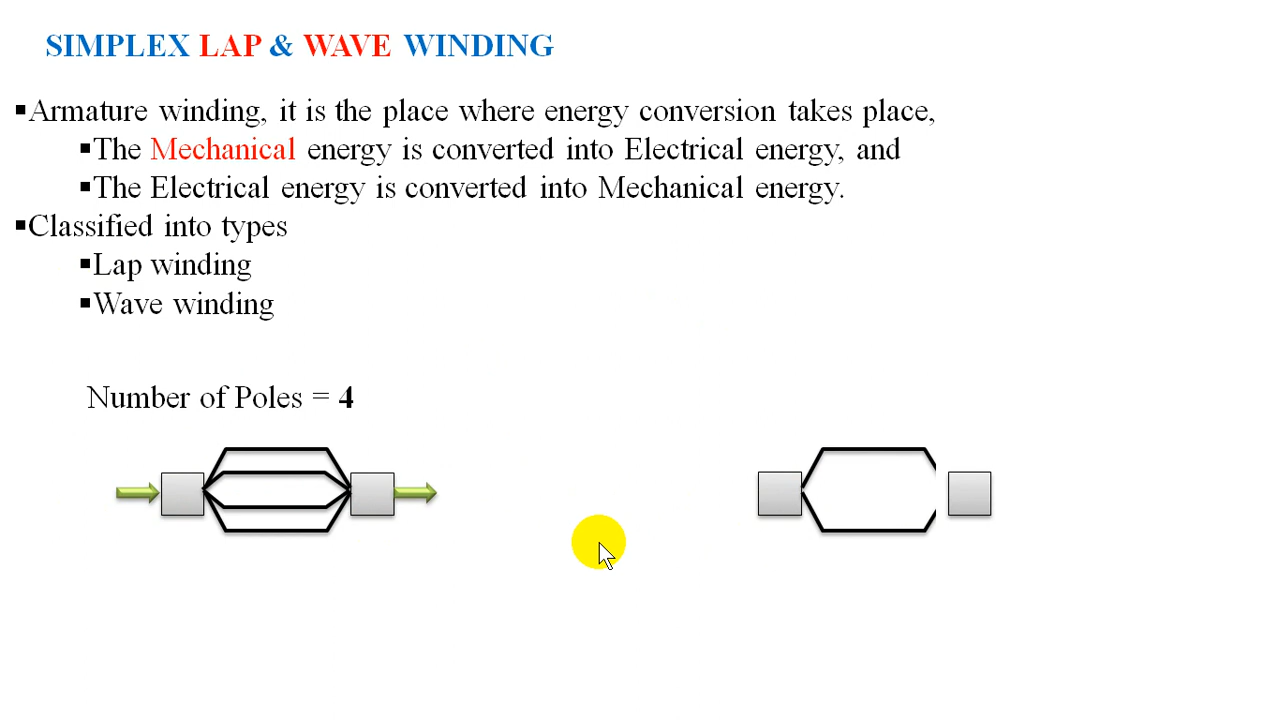 SIMPLEX LAP & WAVE WINDING
▪Armature winding, it is the place where energy conversion takes place,
▪The Mechanical energy is converted into Electrical energy, and
▪The Electrical energy is converted into Mechanical energy.
▪Classified into types
▪Lap winding
▪Wave winding
Number of Poles = 4